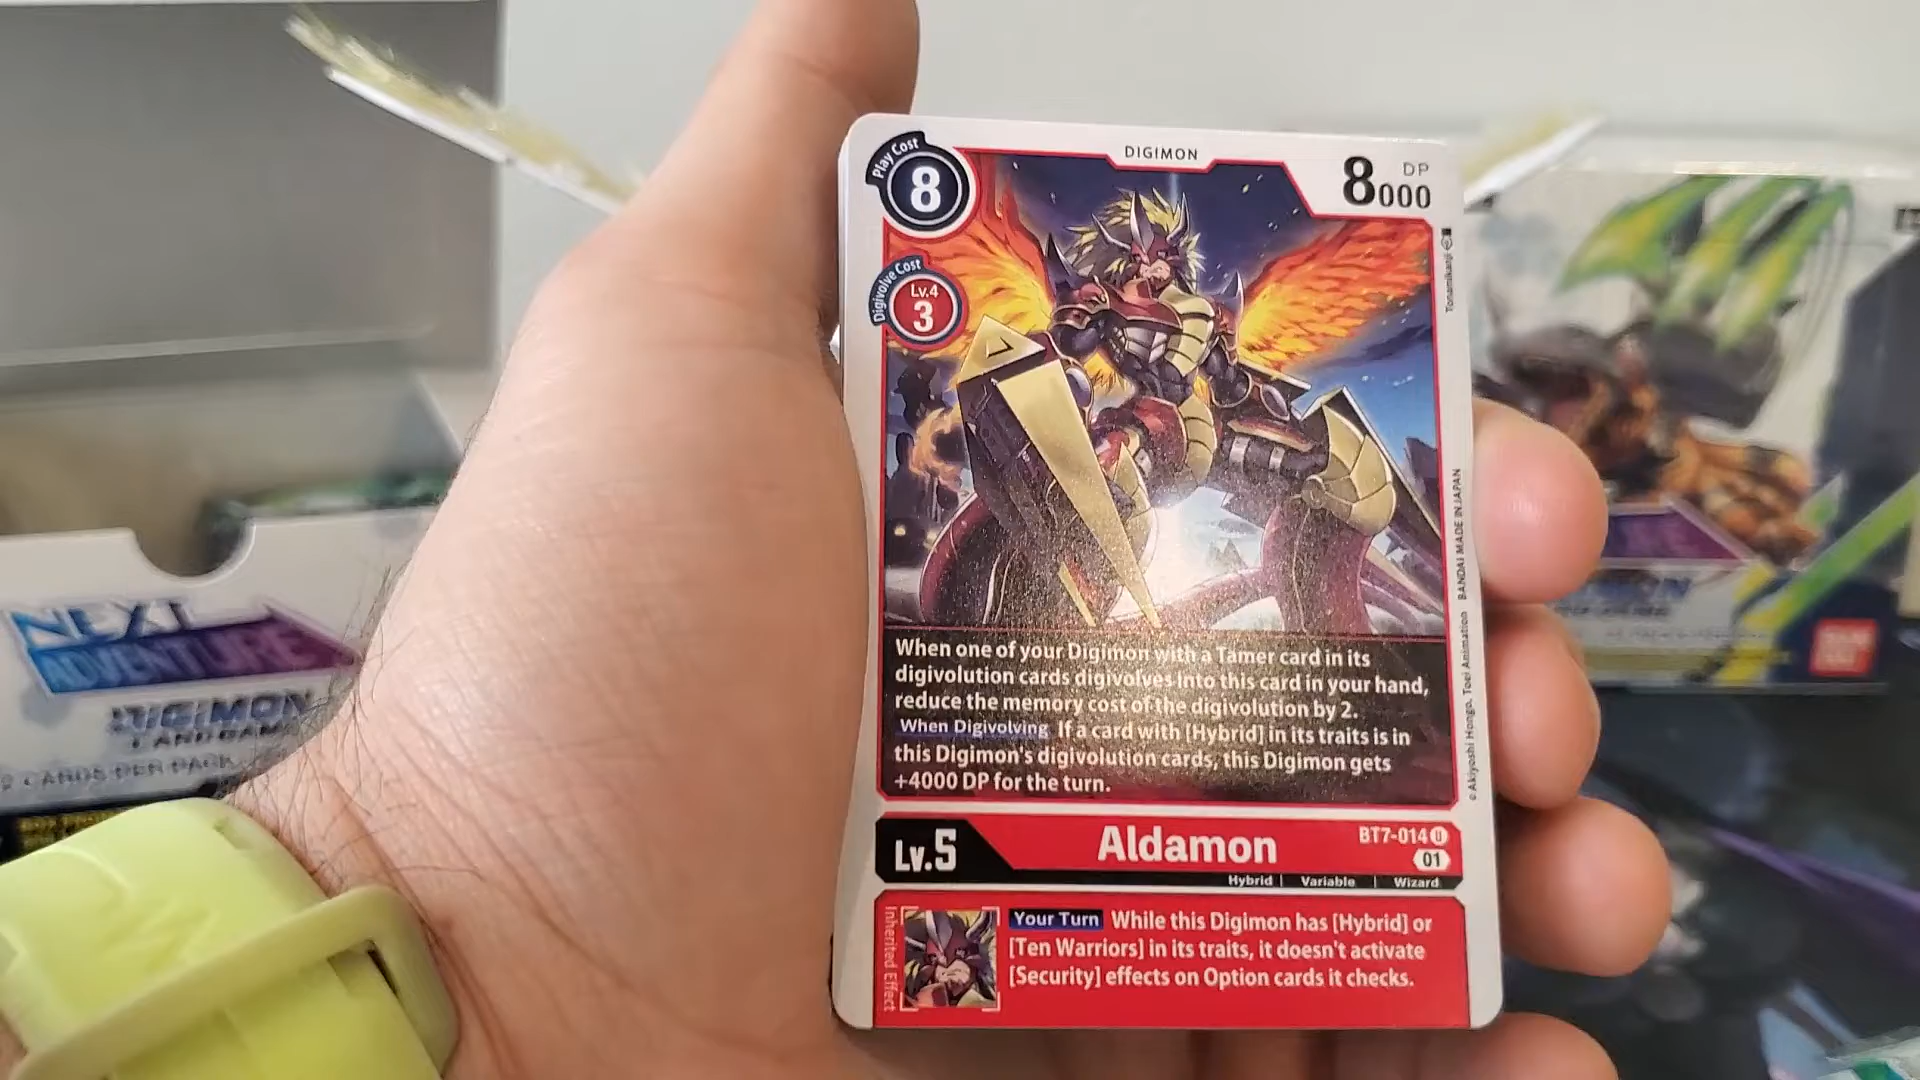 Play Cost
8
DIGIMON
DP
8000
Digivolve Cost
Lv.4
3
Tonamikanji
BANDAI MADE IN JAPAN
© Akiyoshi Hongo, Toei Animation
When one of your Digimon with a Tamer card in its
digivolution cards digivolves into this card in your hand,
reduce the memory cost of the digivolution by 2.
When Digivolving If a card with [Hybrid] in its traits is in
this Digimon's digivolution cards, this Digimon gets
+4000 DP for the turn.
Lv.5
Aldamon
BT7-014 U
01
Hybrid | Variable | Wizard
Inherited Effect
Your Turn While this Digimon has [Hybrid] or
[Ten Warriors] in its traits, it doesn't activate
[Security] effects on Option cards it checks.
NEXT
ADVENTURE
DIGIMON
CARD GAME
CARDS PER PACK